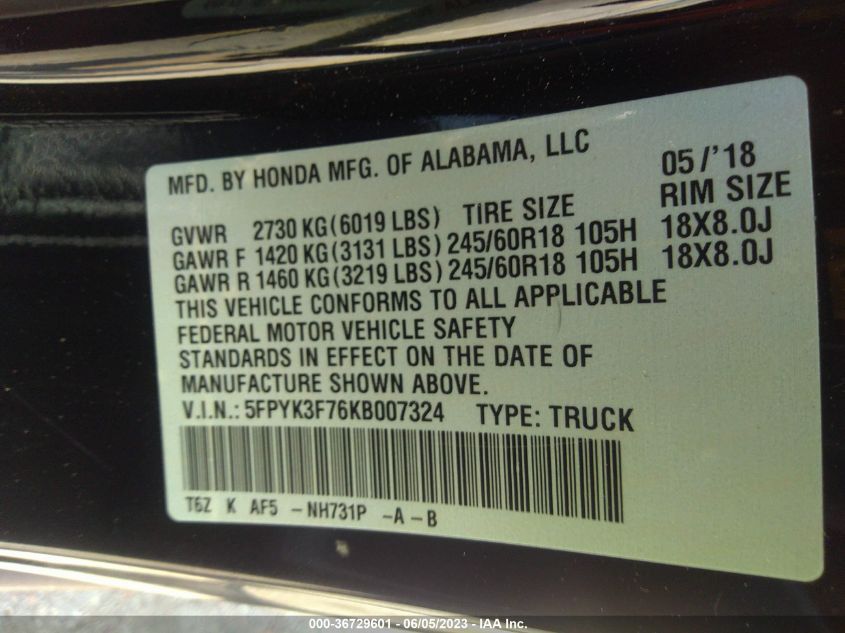 MFD. BY HONDA MFG. OF ALABAMA, LLC 05/'18
GVWR 2730 KG(6019 LBS) TIRE SIZE RIM SIZE
GAWR F 1420 KG(3131 LBS) 245/60R18 105H 18X8.0J
GAWR R 1460 KG(3219 LBS) 245/60R18 105H 18X8.0J
THIS VEHICLE CONFORMS TO ALL APPLICABLE
FEDERAL MOTOR VEHICLE SAFETY
STANDARDS IN EFFECT ON THE DATE OF
MANUFACTURE SHOWN ABOVE.
V.I.N.: 5FPYK3F76KB007324 TYPE: TRUCK
T6Z K AF5 -NH731P -A-B
000-36729601 - 06/05/2023 - IAA Inc.